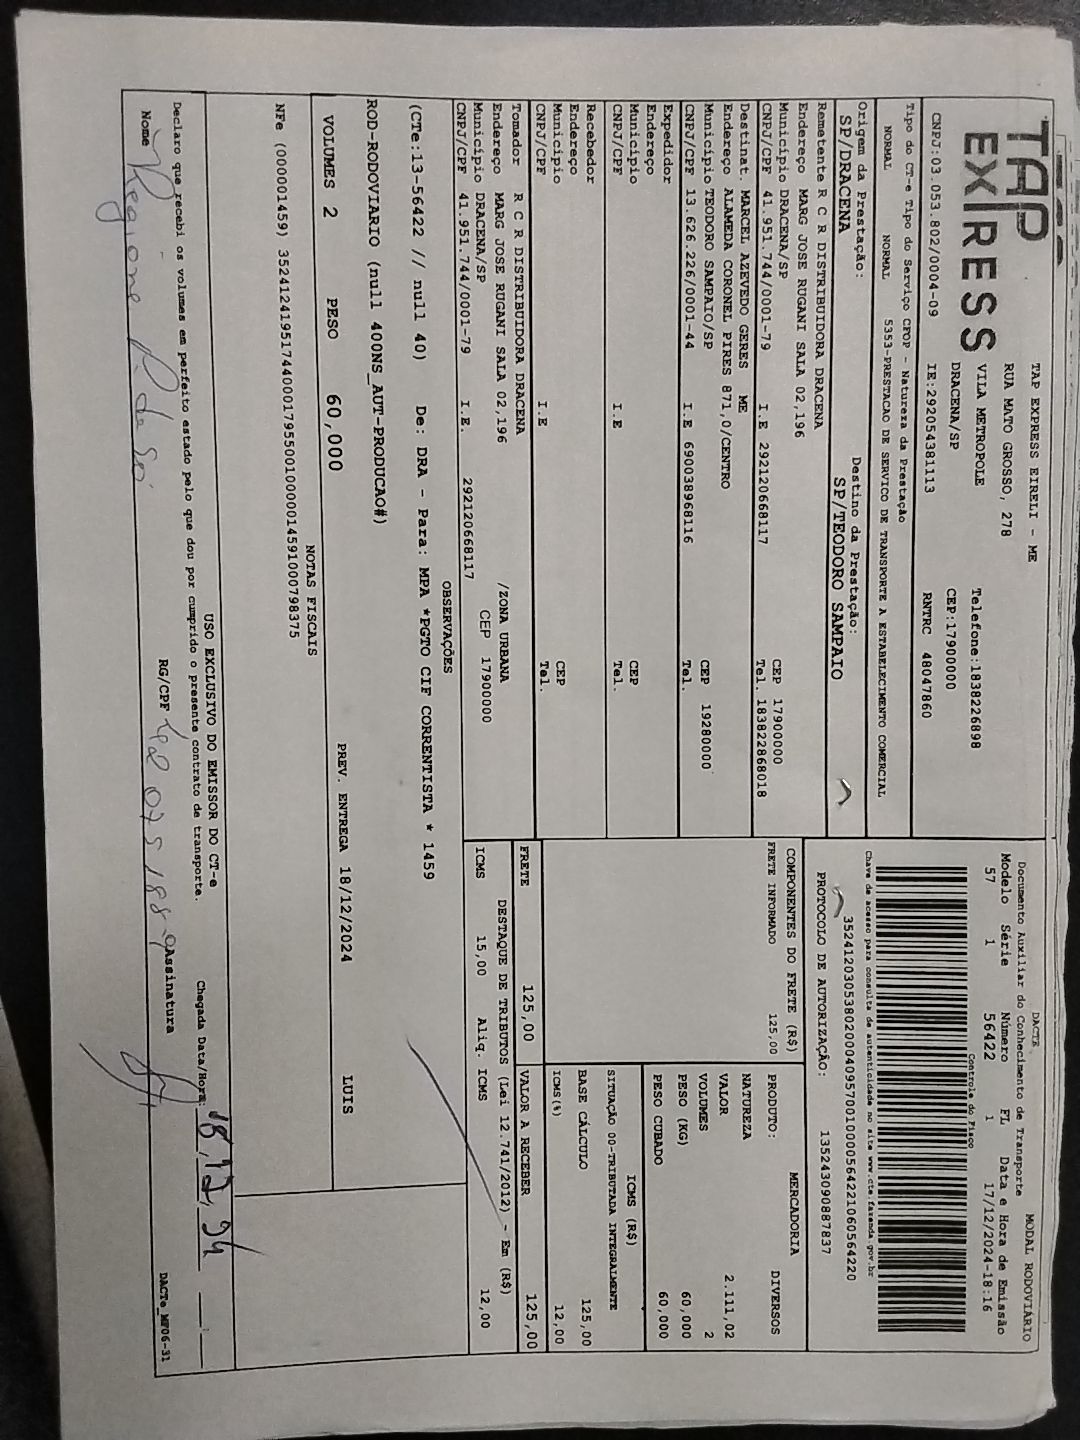 TAP EXPRESS
TAP EXPRESS EIRELI - ME
RUA MATO GROSSO, 278
VILA METROPOLE
Telefone:1838226898
DRACENA/SP
CEP:17900000
CNPJ:03.053.802/0004-09
IE:292054381113
RNTRC 48047860
DACTE
MODAL RODOVIÁRIO
Documento Auxiliar do Conhecimento de Transporte
Modelo Série Número FL Data e Hora de Emissão
57 1 56422 1 17/12/2024-18:16
Controle do Fisco
Chave de acesso para consulta de autenticidade no site www.cte.fazenda.gov.br
35241203053802000409570010000564221060564220
PROTOCOLO DE AUTORIZAÇÃO: 135243090887837
Tipo do CT-e Tipo do Serviço CFOP - Natureza da Prestação
NORMAL NORMAL 5353-PRESTACAO DE SERVICO DE TRANSPORTE A ESTABELECIMENTO COMERCIAL
Origem da Prestação: Destino da Prestação:
SP/DRACENA SP/TEODORO SAMPAIO
Remetente R C R DISTRIBUIDORA DRACENA
Endereço MARG JOSE RUGANI SALA 02,196
Município DRACENA/SP CEP 17900000
CNPJ/CPF 41.951.744/0001-79 I.E 292120668117 Tel. 183822868018
Destinat. MARCEL AZEVEDO GERES ME
Endereço ALAMEDA CORONEL PIRES 871,0/CENTRO
Município TEODORO SAMPAIO/SP CEP 19280000
CNPJ/CPF 13.626.226/0001-44 I.E 690038968116 Tel.
Expedidor
Endereço
Município CEP
CNPJ/CPF I.E Tel.
Recebedor
Endereço
Município CEP
CNPJ/CPF I.E Tel.
Tomador R C R DISTRIBUIDORA DRACENA
Endereço MARG JOSE RUGANI SALA 02,196 /ZONA URBANA
Município DRACENA/SP CEP 17900000
CNPJ/CPF 41.951.744/0001-79 I.E. 292120668117
COMPONENTES DO FRETE (R$)
FRETE INFORMADO 125,00
MERCADORIA
PRODUTO: DIVERSOS
NATUREZA
VALOR 2.111,02
VOLUMES 2
PESO (KG) 60,000
PESO CUBADO 60,000
ICMS (R$)
SITUAÇÃO 00-TRIBUTADA INTEGRALMENTE
BASE CÁLCULO 125,00
ICMS(%) 12,00
FRETE 125,00 VALOR A RECEBER 125,00
DESTAQUE DE TRIBUTOS (Lei 12.741/2012) - Em (R$)
ICMS 15,00 Aliq. ICMS 12,00
OBSERVAÇÕES
(CTe:13-56422 // null 40) De: DRA - Para: MPA *PGTO CIF CORRENTISTA * 1459
ROD-RODOVIARIO (null 400NS_AUT-PRODUCAO#)
VOLUMES 2 PESO 60,000 PREV. ENTREGA 18/12/2024 LUIS
NOTAS FISCAIS
NFe (000001459) 35241241951744000179550010000014591000798375
USO EXCLUSIVO DO EMISSOR DO CT-e
Declaro que recebi os volumes em perfeito estado pelo que dou por cumprido o presente contrato de transporte.
Chegada Data/Hora: 18,12,24 :
Nome Regiane
RG/CPF
Assinatura
DACTe_MF06-31